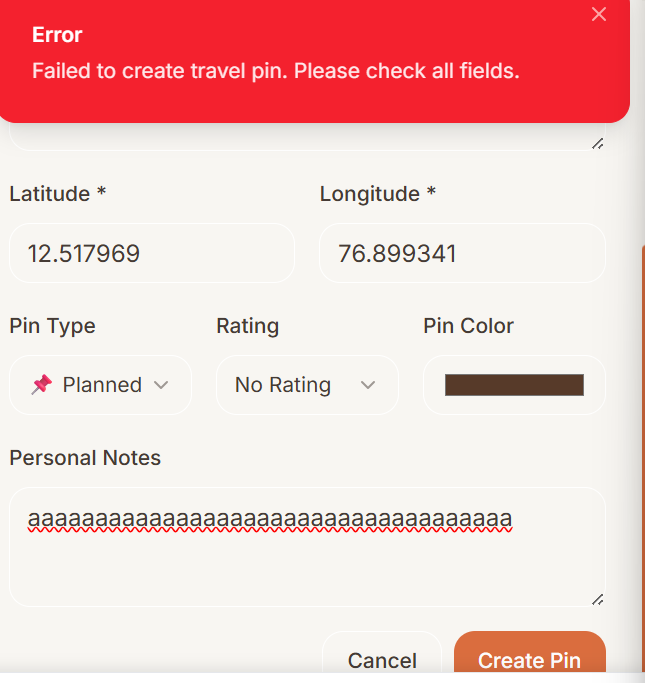 Error
Failed to create travel pin. Please check all fields.
Latitude * Longitude *
12.517969 76.899341
Pin Type Rating Pin Color
📌 Planned No Rating
Personal Notes
aaaaaaaaaaaaaaaaaaaaaaaaaaaaaaaaaaaa
Cancel Create Pin